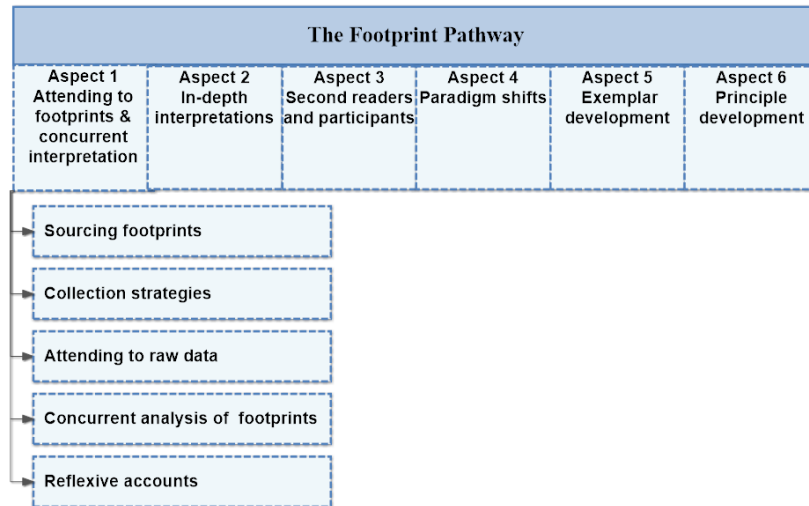 The Footprint Pathway
Aspect 1
Attending to
footprints &
concurrent
interpretation
Aspect 2
In-depth
interpretations
Aspect 3
Second readers
and participants
Aspect 4
Paradigm shifts
Aspect 5
Exemplar
development
Aspect 6
Principle
development
Sourcing footprints
Collection strategies
Attending to raw data
Concurrent analysis of footprints
Reflexive accounts